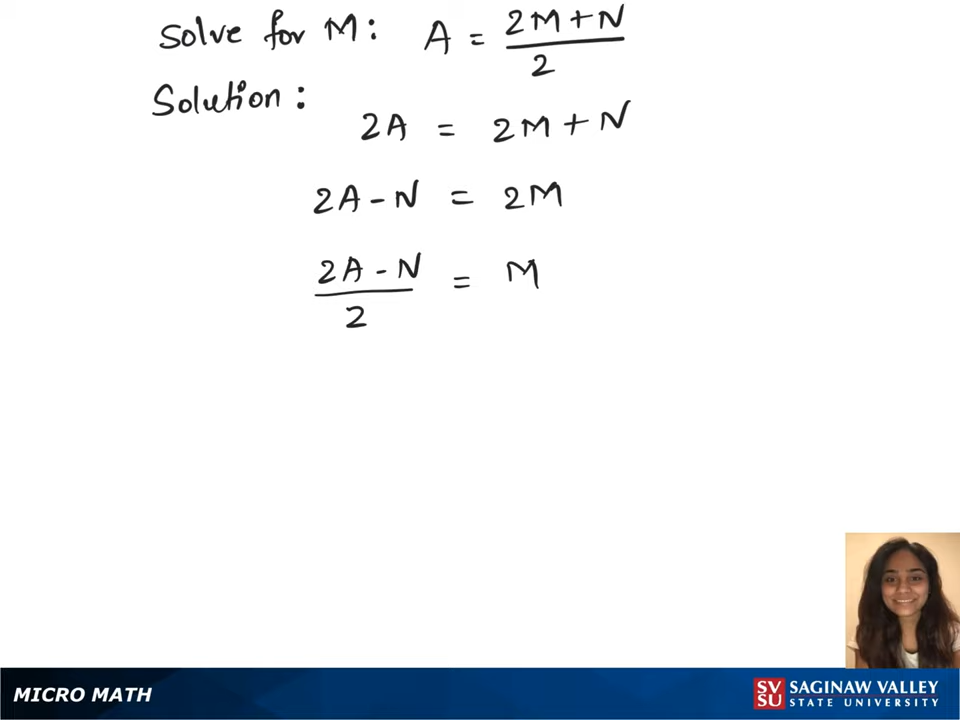 Solve for M: A = 2M+N / 2
Solution:
2A = 2M + N
2A - N = 2M
2A - N / 2 = M
MICRO MATH
SV SU SAGINAW VALLEY
STATE UNIVERSITY